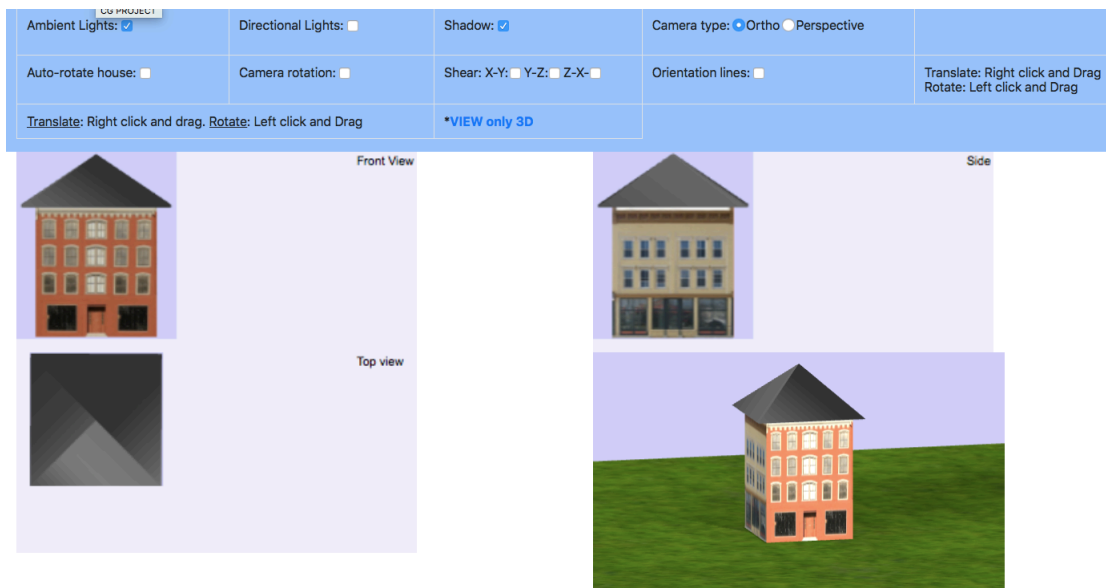 CG PROJECT
Ambient Lights:
Directional Lights:
Shadow:
Camera type: Ortho Perspective
Auto-rotate house:
Camera rotation:
Shear: X-Y: Y-Z: Z-X-
Orientation lines:
Translate: Right click and Drag
Rotate: Left click and Drag
Translate: Right click and drag. Rotate: Left click and Drag
*VIEW only 3D
Front View
Side
Top view